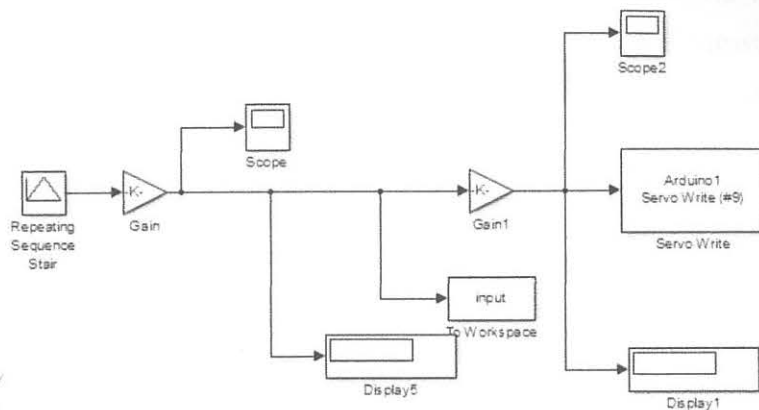 Scope2
Scope
Arduino1
Servo Write (#9)
Servo Write
-K-
Gain
-K-
Gain1
Repeating
Sequence
Stair
input
To Workspace
Display5
Display1